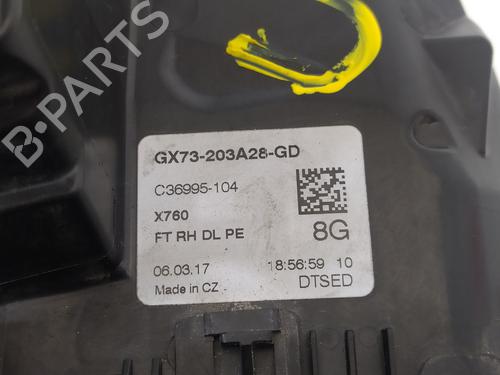 GX73-203A28-GD
C36995-104
X760
FT RH DL PE
8G
06.03.17
18:56:59 10
Made in CZ
DTSED
B-PARTS